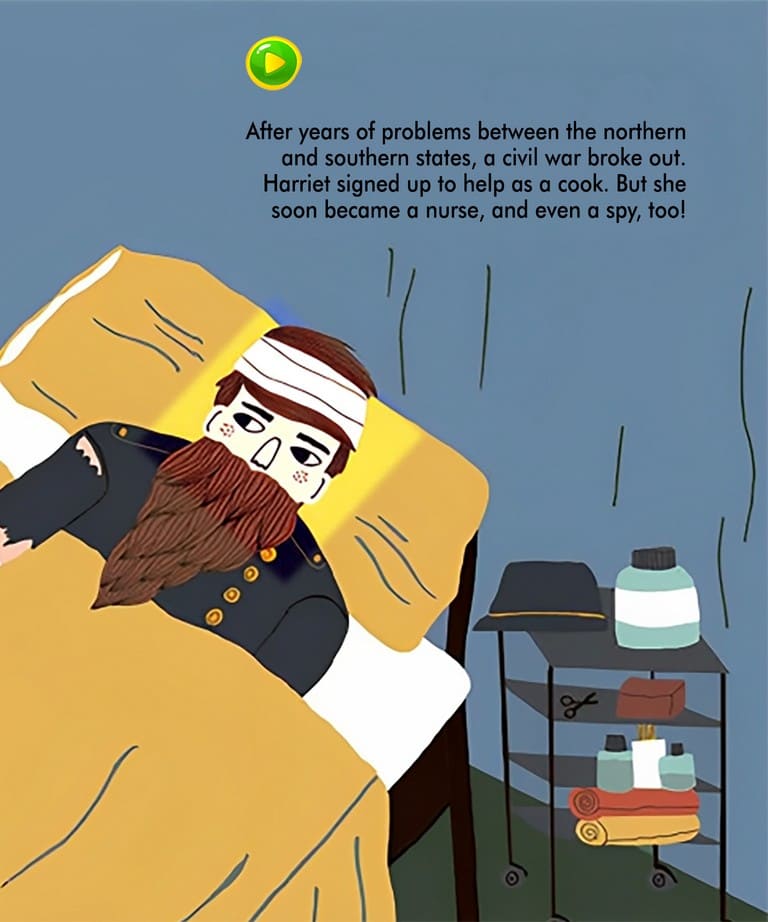 After years of problems between the northern
and southern states, a civil war broke out.
Harriet signed up to help as a cook. But she
soon became a nurse, and even a spy, too!